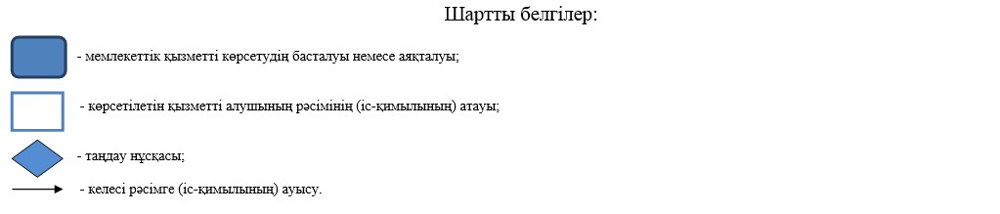 Шартты белгілер:
- мемлекеттік қызметті көрсетудің басталуы немесе аяқталуы;
- көрсетілетін қызметті алушының рәсімінің (іс-қимылының) атауы;
- таңдау нұсқасы;
- келесі рәсімге (іс-қимылының) ауысу.